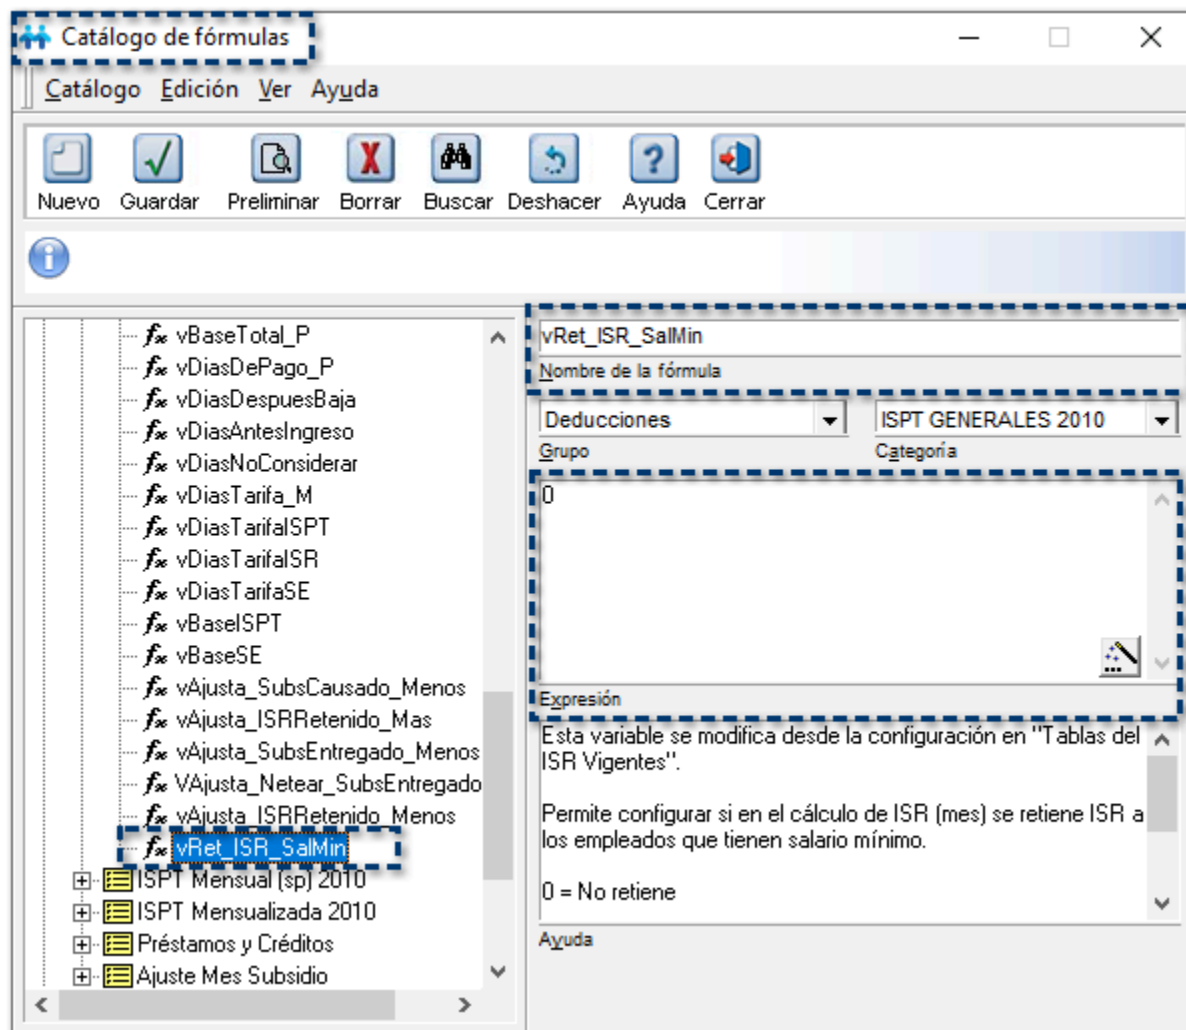 Catálogo de fórmulas
Catálogo Edición Ver Ayuda
Nuevo Guardar Preliminar Borrar Buscar Deshacer Ayuda Cerrar
vBaseTotal_P
vDiasDePago_P
vDiasDespuesBaja
vDiasAntesIngreso
vDiasNoConsiderar
vDiasTarifa_M
vDiasTarifaISPT
vDiasTarifaISR
vDiasTarifaSE
vBaseISPT
vBaseSE
vAjusta_SubsCausado_Menos
vAjusta_ISRRetenido_Mas
vAjusta_SubsEntregado_Menos
VAjusta_Netear_SubsEntregado
vAjusta_ISRRetenido_Menos
vRet_ISR_SalMin
ISPT Mensual (sp) 2010
ISPT Mensualizada 2010
Préstamos y Créditos
Ajuste Mes Subsidio
vRet_ISR_SalMin
Nombre de la fórmula
Deducciones ISPT GENERALES 2010
Grupo Categoría
0
Expresión
Esta variable se modifica desde la configuración en "Tablas del
ISR Vigentes".
Permite configurar si en el cálculo de ISR (mes) se retiene ISR a
los empleados que tienen salario mínimo.
0 = No retiene
Ayuda